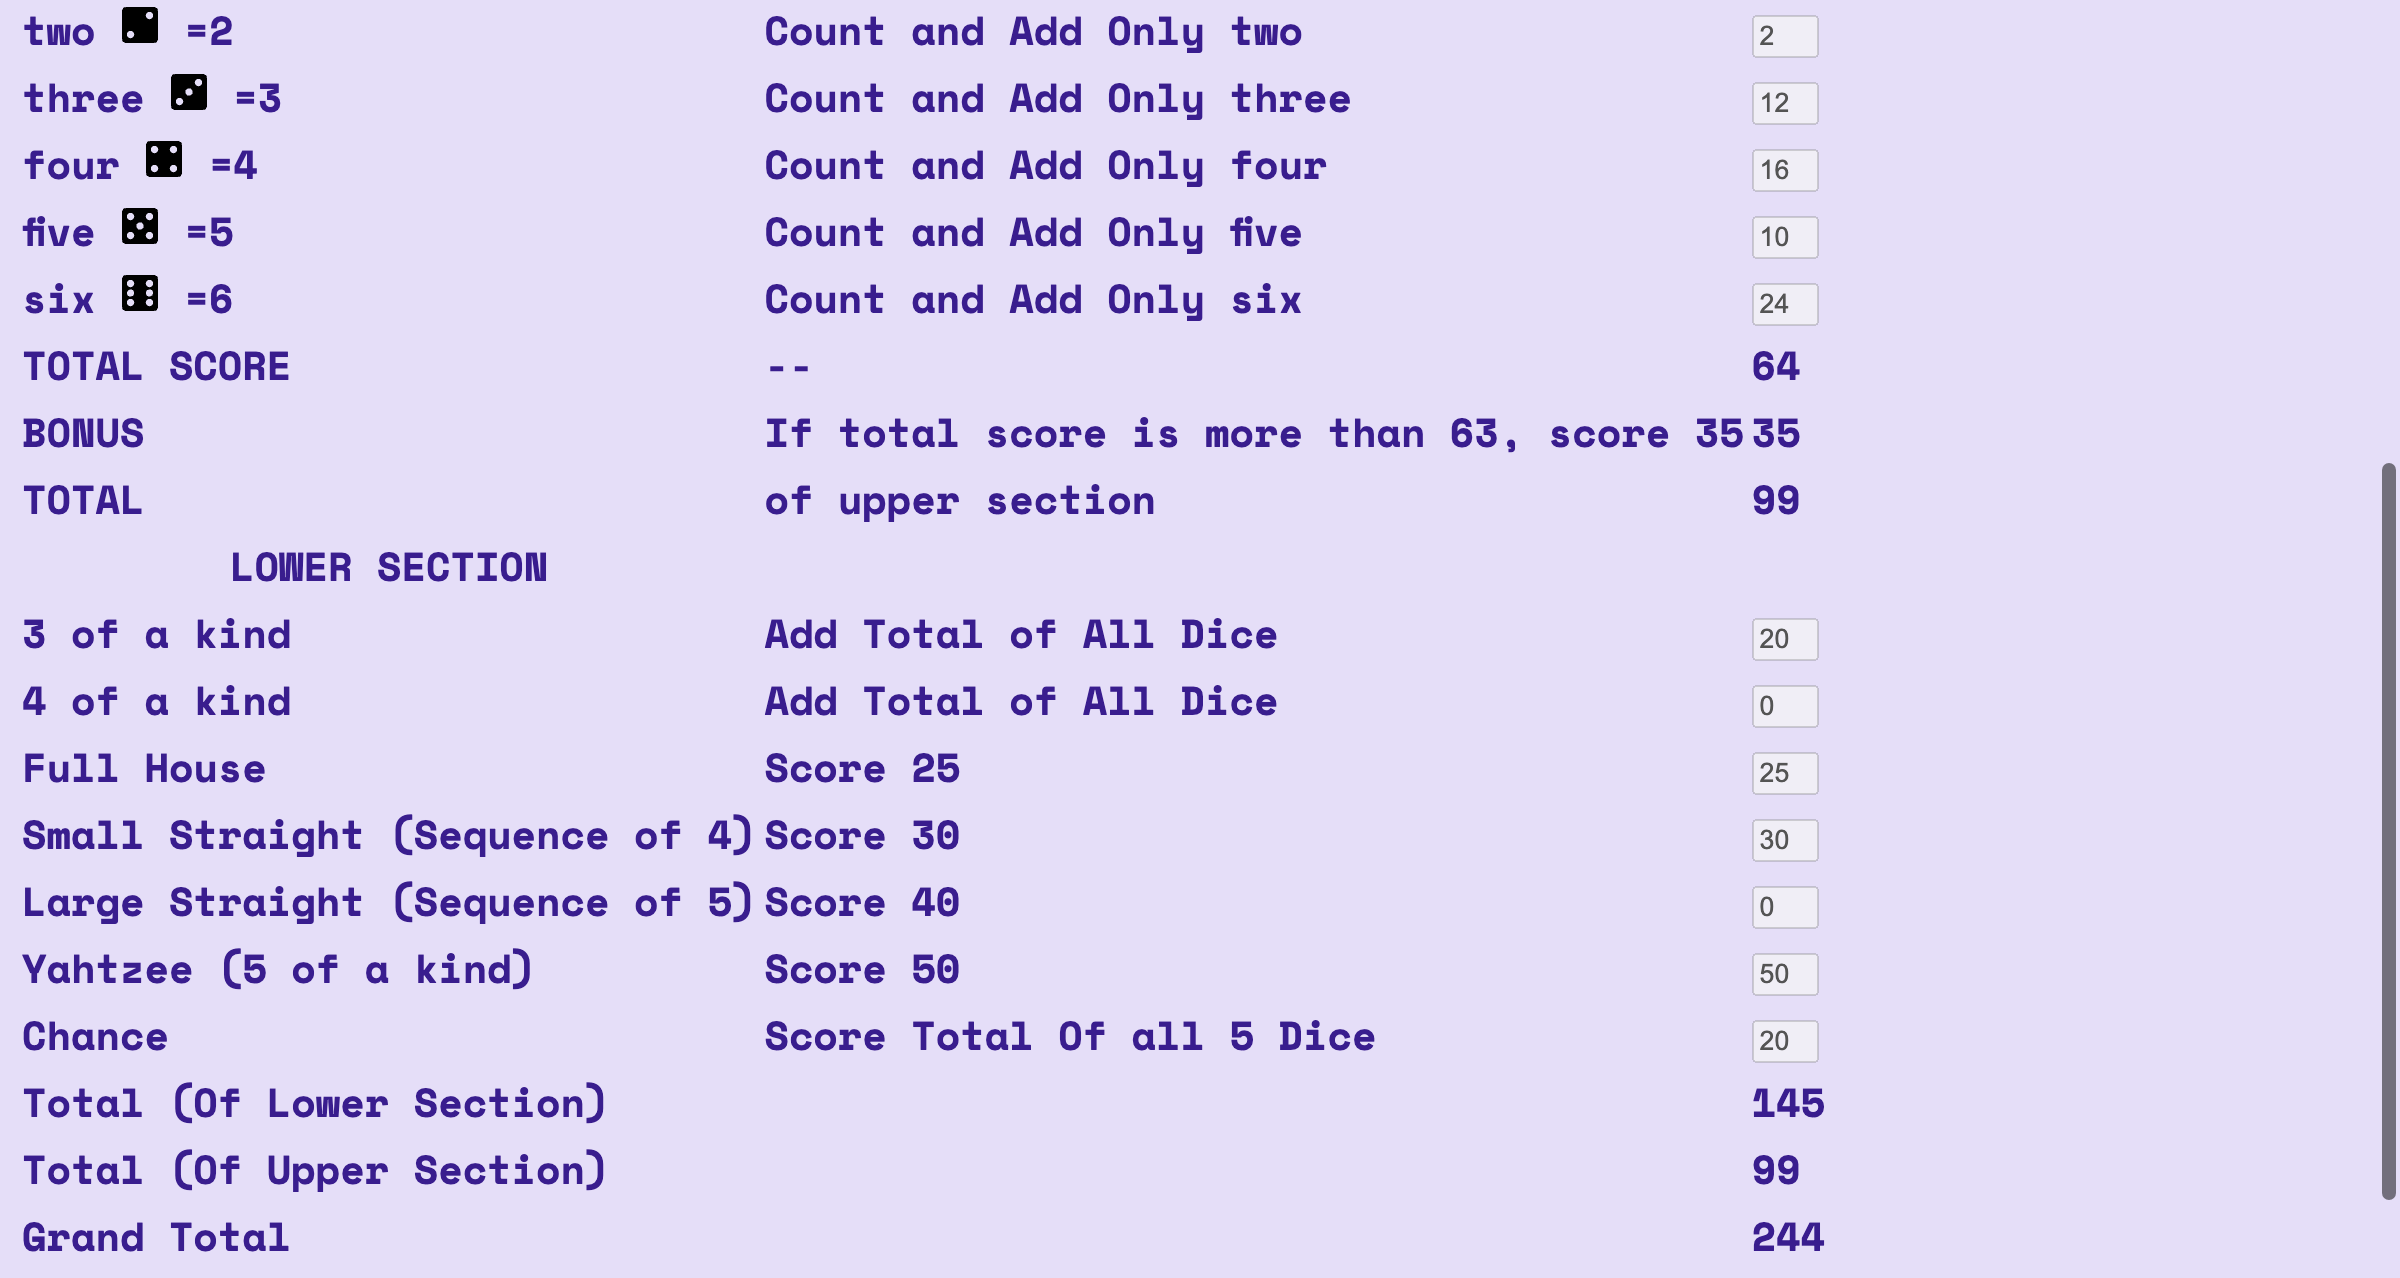 two =2 Count and Add Only two 2
three =3 Count and Add Only three 12
four =4 Count and Add Only four 16
five =5 Count and Add Only five 10
six =6 Count and Add Only six 24
TOTAL SCORE -- 64
BONUS If total score is more than 63, score 35 35
TOTAL of upper section 99
LOWER SECTION
3 of a kind Add Total of All Dice 20
4 of a kind Add Total of All Dice 0
Full House Score 25 25
Small Straight (Sequence of 4) Score 30 30
Large Straight (Sequence of 5) Score 40 0
Yahtzee (5 of a kind) Score 50 50
Chance Score Total Of all 5 Dice 20
Total (Of Lower Section) 145
Total (Of Upper Section) 99
Grand Total 244